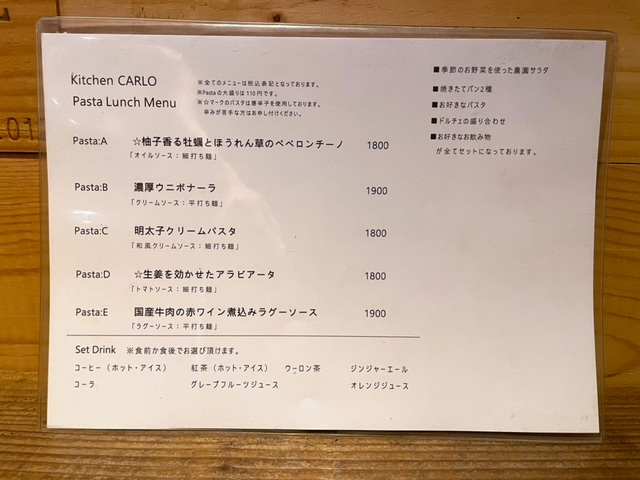 Kitchen CARLO
Pasta Lunch Menu
※全てのメニューは税込表記となっております。
※Pastaの大盛りは110円です。
※☆マークのパスタは唐辛子を使用しております。
辛みが苦手な方はお申し付けください。
■季節のお野菜を使った農園サラダ
■焼きたてパン2種
■お好きなパスタ
■ドルチェの盛り合わせ
■お好きなお飲み物
が全てセットになっております。
Pasta:A ☆柚子香る牡蠣とほうれん草のペペロンチーノ 1800
「オイルソース：細打ち麺」
Pasta:B 濃厚ウニボナーラ 1900
「クリームソース：平打ち麺」
Pasta:C 明太子クリームパスタ 1800
「和風クリームソース：細打ち麺」
Pasta:D ☆生姜を効かせたアラビアータ 1800
「トマトソース：細打ち麺」
Pasta:E 国産牛肉の赤ワイン煮込みラグーソース 1900
「ラグーソース：平打ち麺」
Set Drink ※食前か食後でお選び頂けます。
コーヒー（ホット・アイス） 紅茶（ホット・アイス） ウーロン茶 ジンジャーエール
コーラ グレープフルーツジュース オレンジジュース